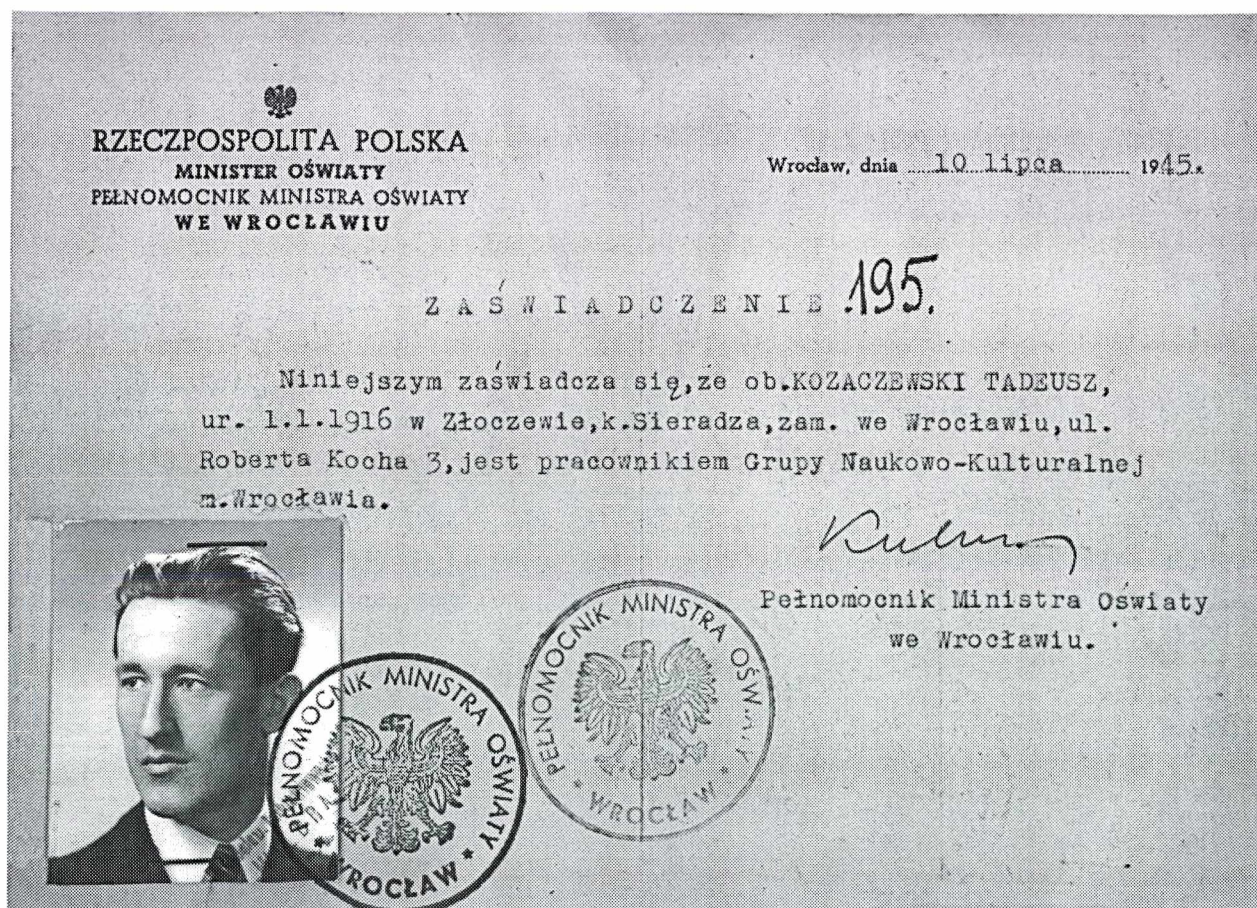 RZECZPOSPOLITA POLSKA
MINISTER OŚWIATY
PEŁNOMOCNIK MINISTRA OŚWIATY
WE WROCŁAWIU
Wrocław, dnia 10 lipca 1945.
ZAŚWIADCZENIE 195.
Niniejszym zaświadcza się,że ob.KOZACZEWSKI TADEUSZ,
ur. 1.1.1916 w Złoczewie,k.Sieradza,zam. we Wrocławiu,ul.
Roberta Kocha 3,jest pracownikiem Grupy Naukowo-Kulturalnej
m.Wrocławia.
Pełnomocnik Ministra Oświaty
we Wrocławiu.
PEŁNOMOCNIK MINISTRA OŚWIATY * WROCŁAW *
PEŁNOMOCNIK MINISTRA OŚWIATY * WROCŁAW *